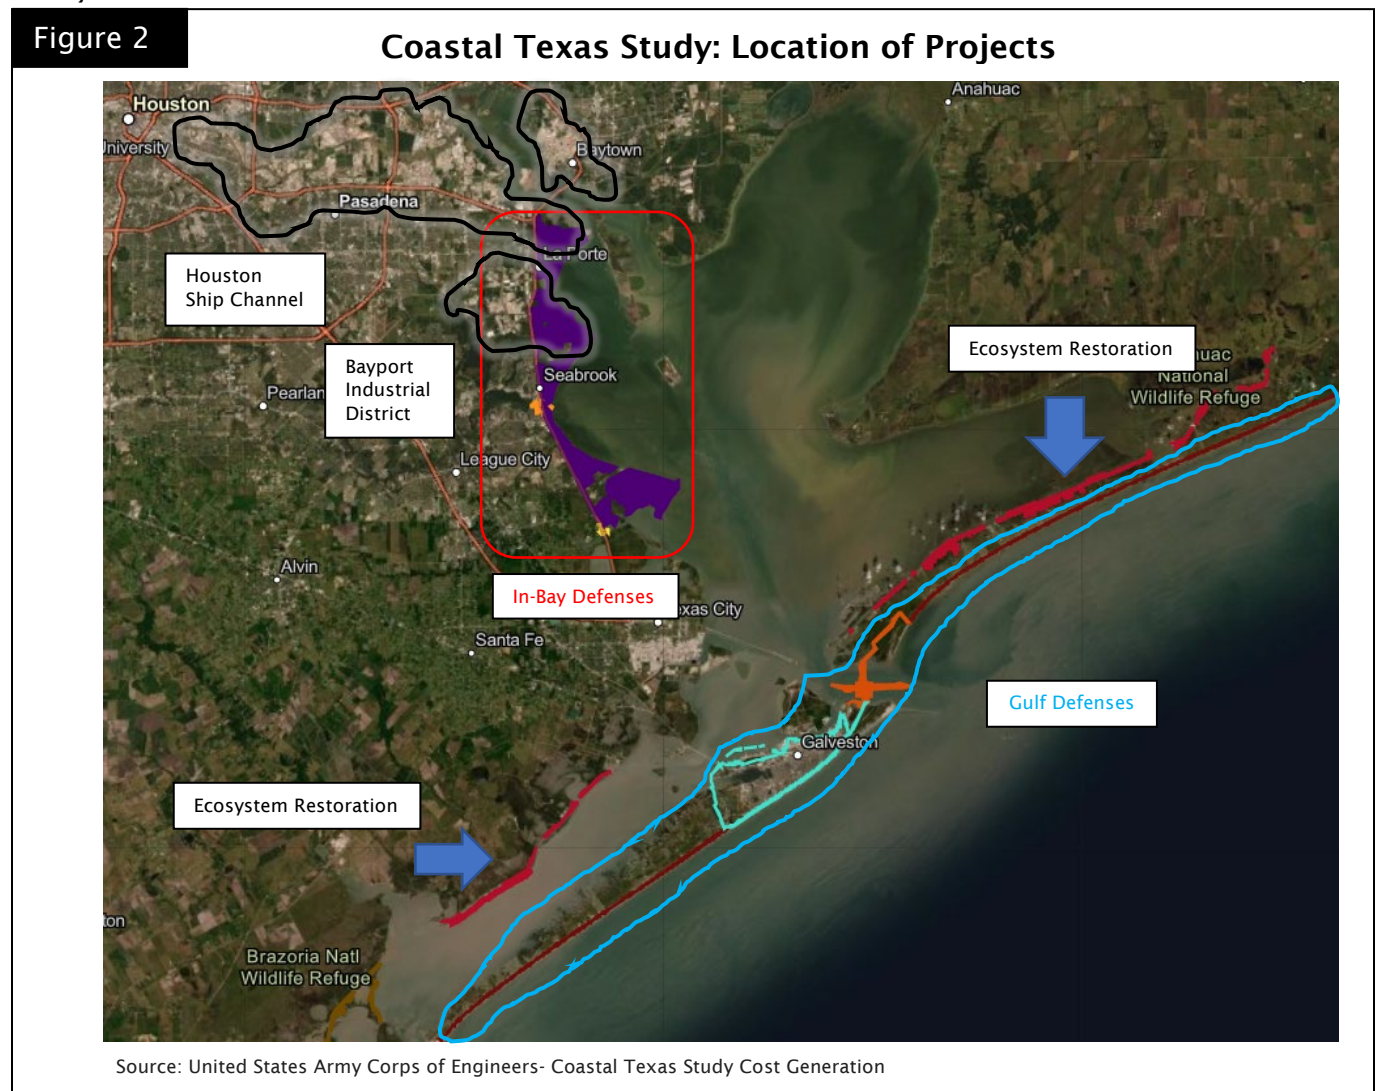 Figure 2
Coastal Texas Study: Location of Projects
Anahuac
Houston
University
Baytown
Pasadena
La Porte
Houston
Ship Channel
Ecosystem Restoration
huac
National
Wildlife Refuge
Bayport
Industrial
District
Seabrook
Pearlan
League City
Alvin
In-Bay Defenses
exas City
Santa Fe
Gulf Defenses
Galveston
Ecosystem Restoration
ton
Brazoria Natl
Wildlife Refuge
Source: United States Army Corps of Engineers- Coastal Texas Study Cost Generation